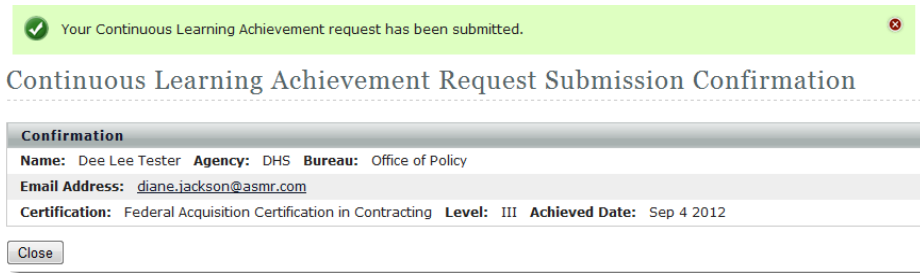 Your Continuous Learning Achievement request has been submitted.
Continuous Learning Achievement Request Submission Confirmation
Confirmation
Name: Dee Lee Tester Agency: DHS Bureau: Office of Policy
Email Address: diane.jackson@asmr.com
Certification: Federal Acquisition Certification in Contracting Level: III Achieved Date: Sep 4 2012
Close